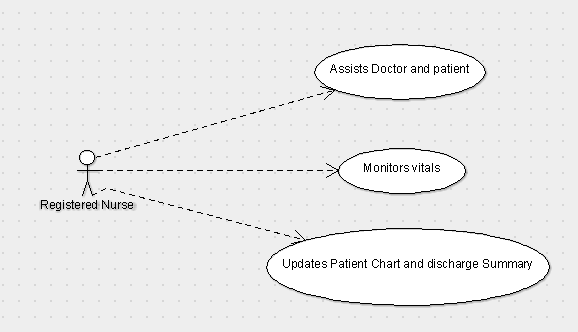 Assists Doctor and patient
Monitors vitals
Registered Nurse
Updates Patient Chart and discharge Summary